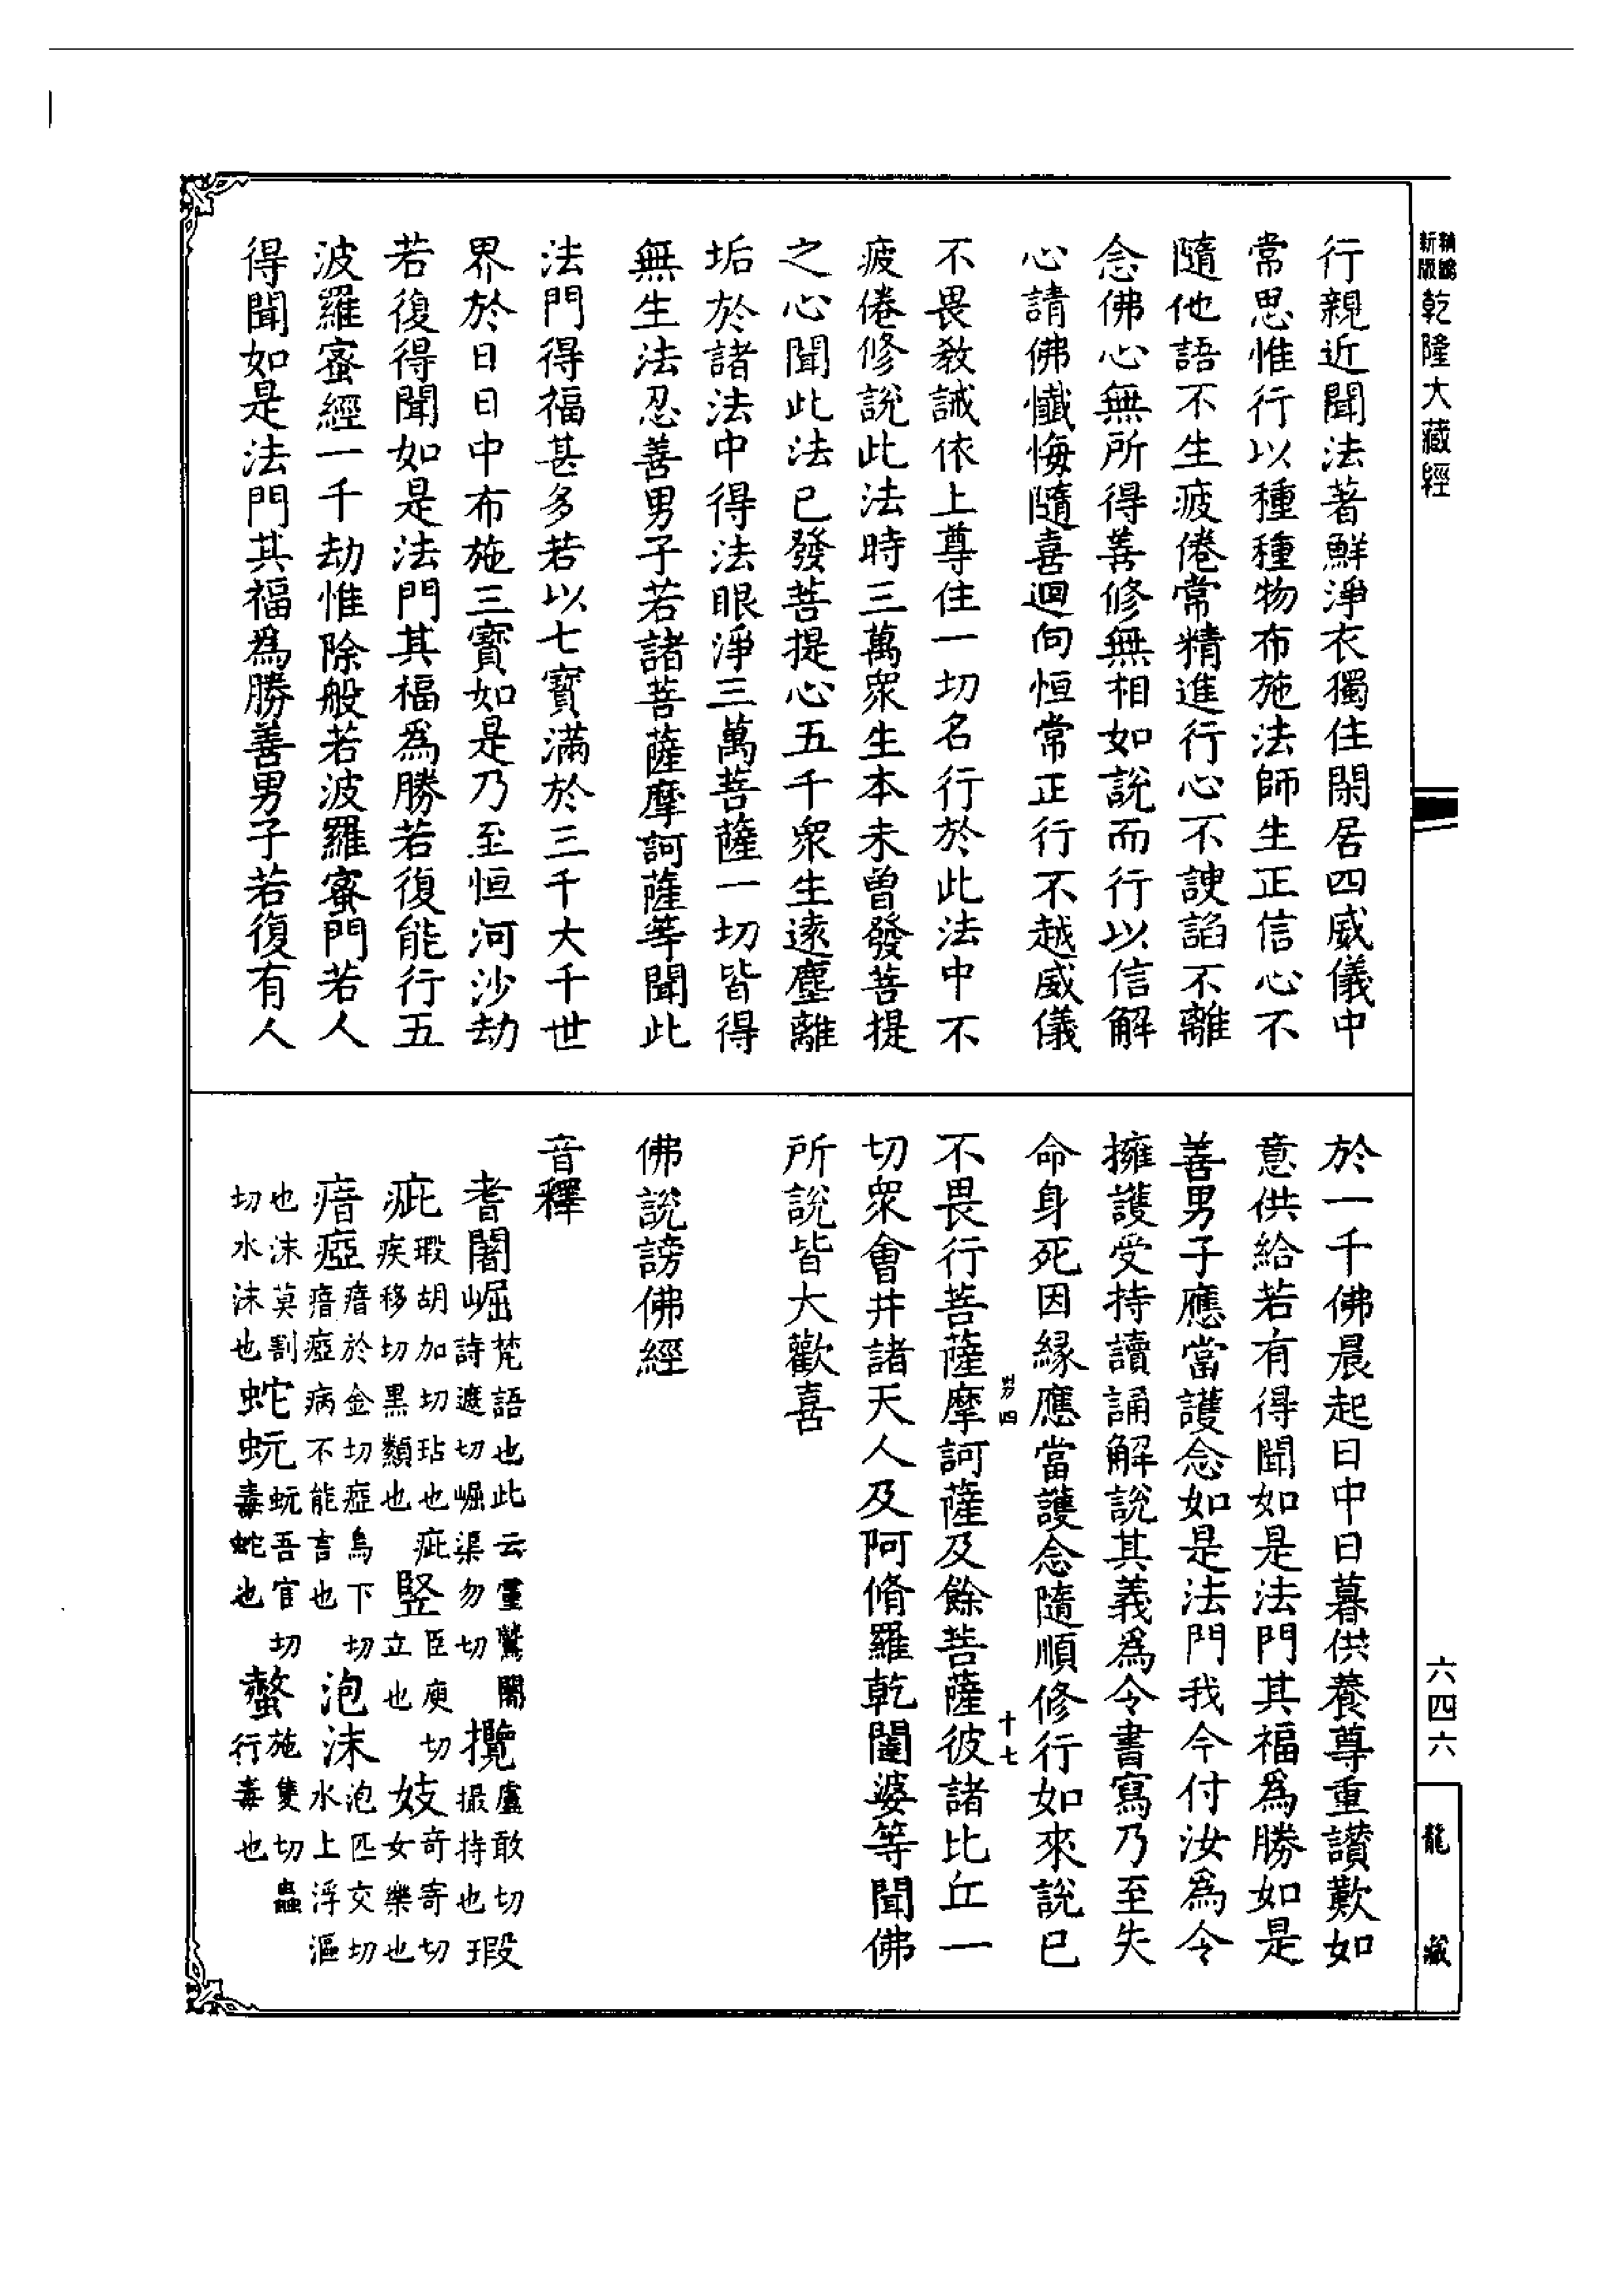 新版
乾隆大藏經
行親近聞法著鮮淨衣獨住閑居四威儀中
常思惟行以種種物布施法師生正信心不
隨他語不生疲倦常精進行心不諛諂不離
念佛心無所得善修無相如說而行以信解
心請佛懺悔隨喜迴向恒常正行不越威儀
不畏教誡依上尊住一切名行於此法中不
疲倦修說此法時三萬眾生本未曾發菩提
之心聞此法已發菩提心五千眾生遠塵離
垢於諸法中得法眼淨三萬菩薩一切皆得
無生法忍善男子若諸菩薩摩訶薩等聞此
法門得福甚多若以七寶滿於三千大千世
界於日日中布施三寶如是乃至恒河沙劫
若復得聞如是法門其福為勝若復能行五
波羅蜜經一千劫惟除般若波羅蜜門若人
得聞如是法門其福為勝善男子若復有人
六四六
龍藏
於一千佛晨起日中日暮供養尊重讚歎如
意供給若有得聞如是法門其福為勝如是
善男子應當護念如是法門我今付汝為令
擁護受持讀誦解說其義為令書寫乃至失
命身死因緣應當護念隨順修行如來說已
四
十七
不畏行菩薩摩訶薩及餘菩薩彼諸比丘一
切眾會并諸天人及阿脩羅乾闥婆等聞佛
所說皆大歡喜
佛說謗佛經
音釋
耆闍崛梵語也此云靈鷲闍詩遮切崛渠勿切 攬盧敢切撮持也 瑕
疵瑕胡加切玷也疵疾移切黑類也 竪臣庾切立也 妓奇寄切女樂也
瘖瘂瘖於金切瘂烏下切瘖瘂病不能言也 泡沫泡匹交切水上浮漚
也沫莫割切水沫也 蛇蚖蚖吾官切毒蛇也 螫施隻切蟲行毒也